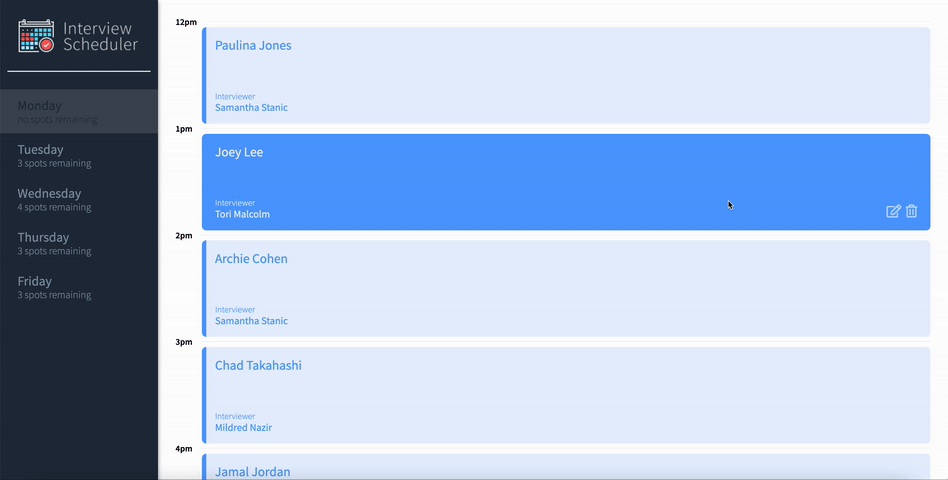 Interview
Scheduler
Monday
no spots remaining
Tuesday
3 spots remaining
Wednesday
4 spots remaining
Thursday
3 spots remaining
Friday
3 spots remaining
12pm
Paulina Jones
Interviewer
Samantha Stanic
1pm
Joey Lee
Interviewer
Tori Malcolm
2pm
Archie Cohen
Interviewer
Samantha Stanic
3pm
Chad Takahashi
Interviewer
Mildred Nazir
4pm
Jamal Jordan